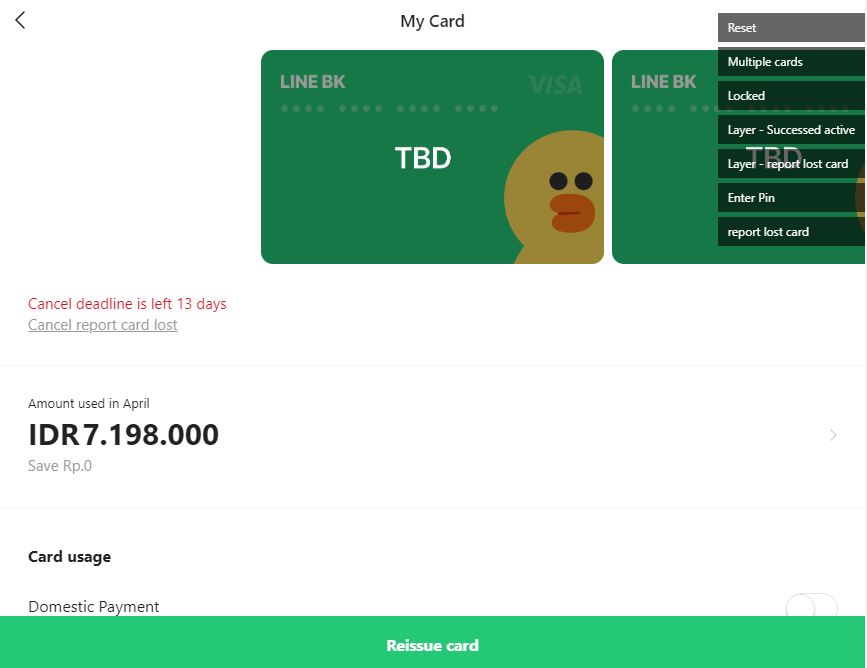 My Card
LINE BK
VISA
TBD
LINE BK
TBD
Reset
Multiple cards
Locked
Layer - Successed active
Layer - report lost card
Enter Pin
report lost card
Cancel deadline is left 13 days
Cancel report card lost
Amount used in April
IDR 7.198.000
Save Rp.0
Card usage
Domestic Payment
Reissue card